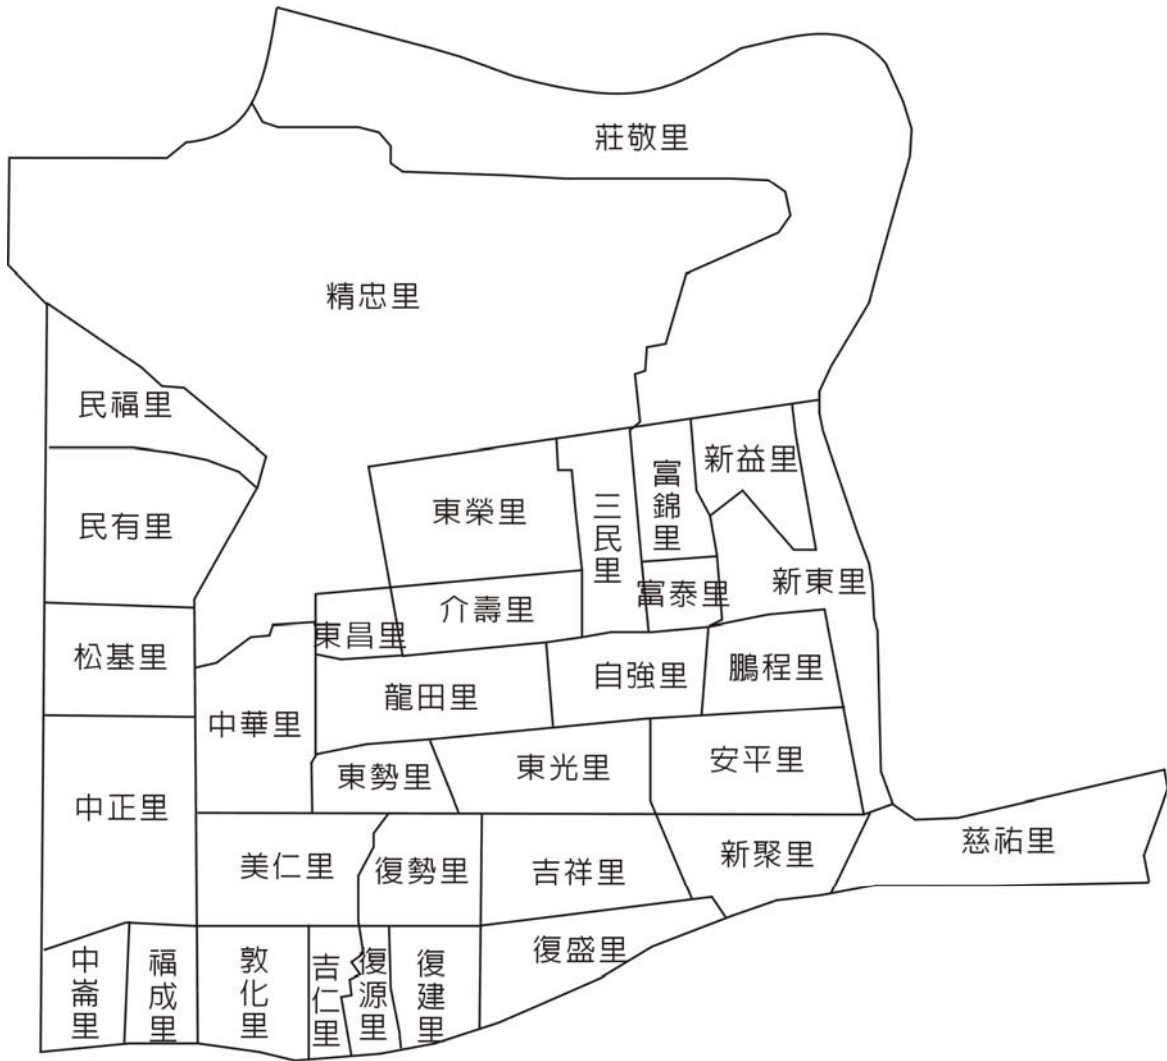 莊敬里
精忠里
民福里
新益里
富錦里
東榮里
三民里
民有里
新東里
富泰里
介壽里
東昌里
松基里
鵬程里
自強里
龍田里
中華里
安平里
東光里
東勢里
中正里
慈祐里
新聚里
美仁里
復勢里
吉祥里
復盛里
中崙里
福成里
敦化里
吉仁里
復源里
復建里